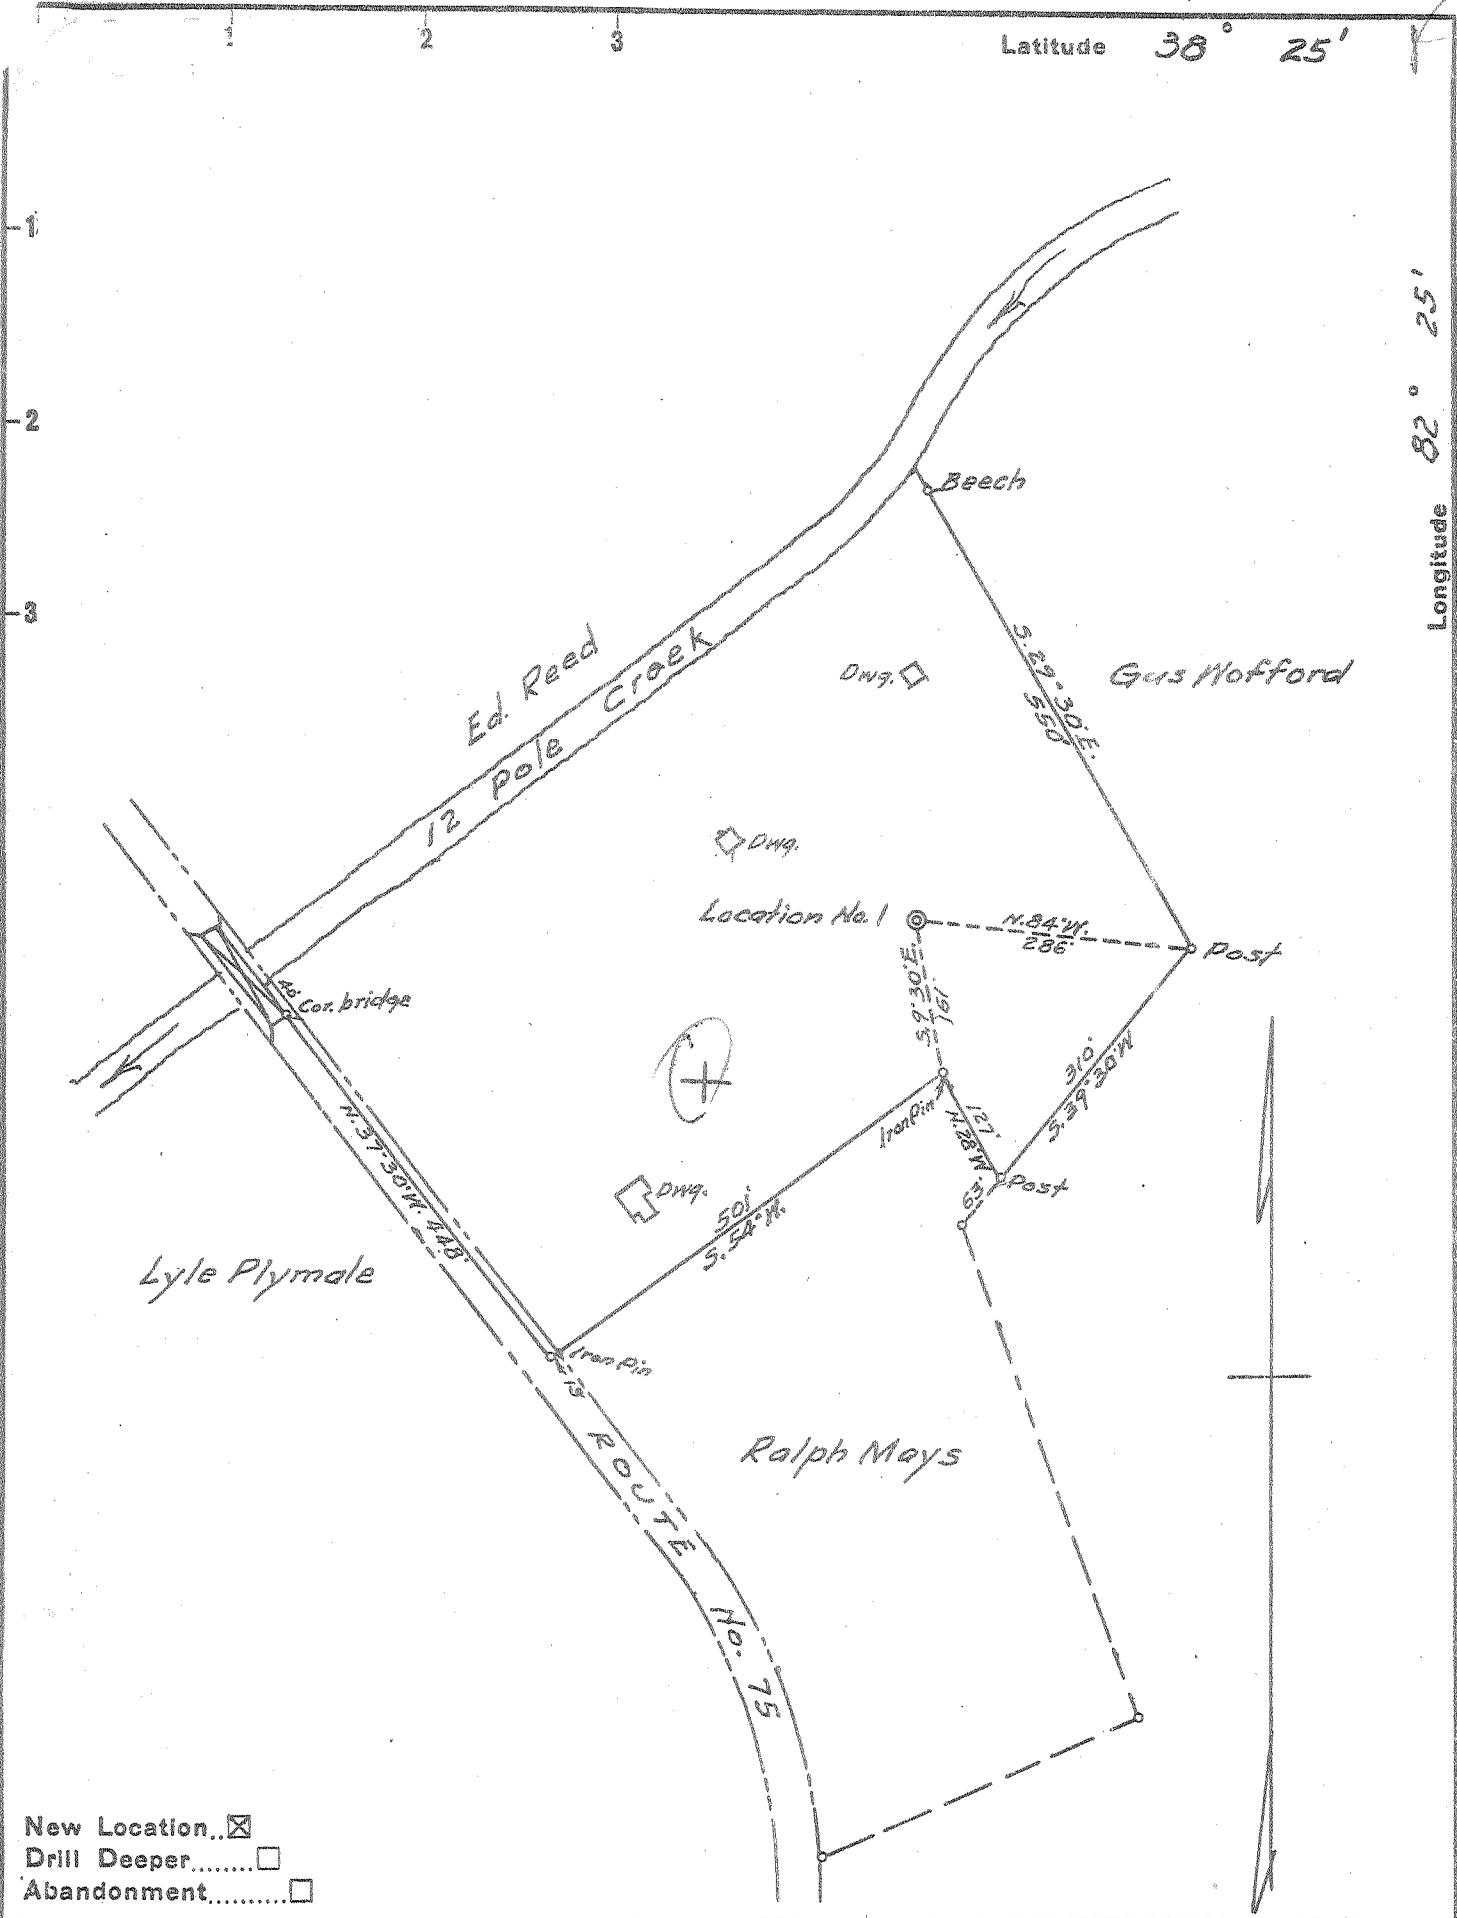 1 2 3
Latitude 38° 25'
1
2
3
Longitude 82° 25'
Beech
S.29°30'E.
550'
Gus Wofford
Dwg.
Ed. Reed
12 Pole Creek
Dwg.
Location No.1
N.84°W.
286'
Post
S.9°30'E.
161'
Cor. bridge
310'
S.39°30'W
Iron Pin
127'
N.28°W
Post
63'
Dwg.
501'
S.54°W.
N.37°30'W. 448'
Lyle Plymale
Iron Pin
Ralph Mays
ROUTE No. 75
New Location..☒
Drill Deeper........☐
Abandonment..........☐